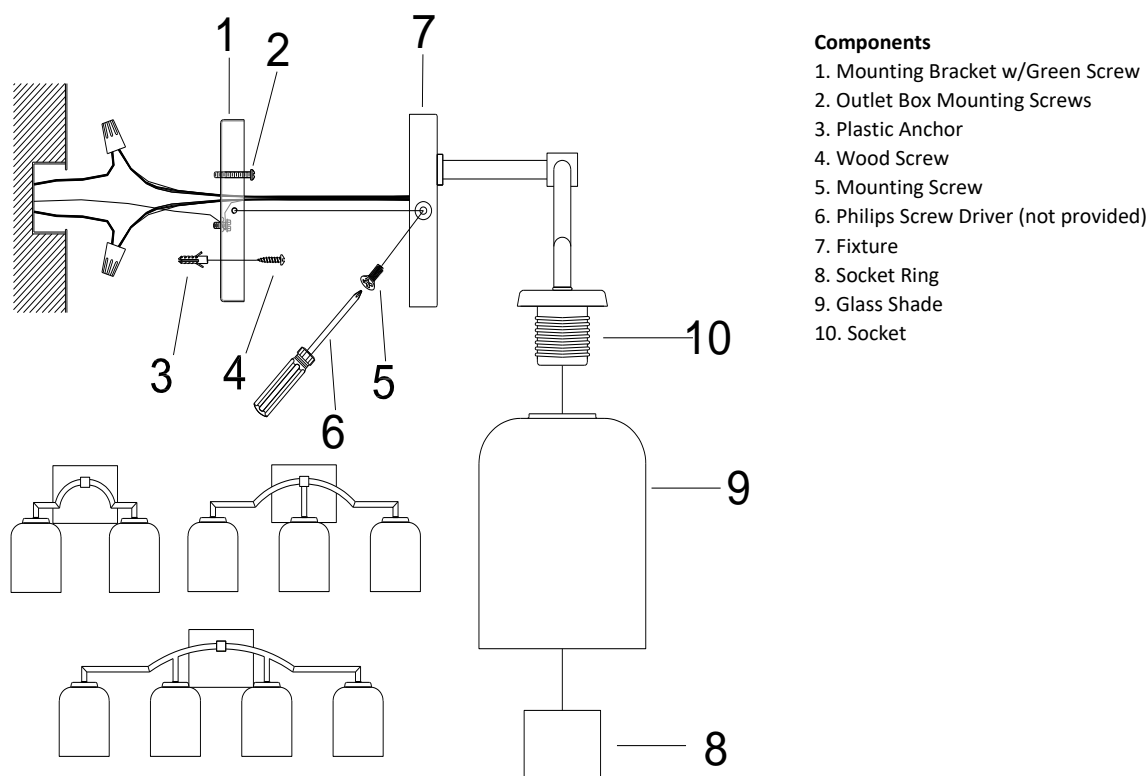 1
2
7
3
4
5
6
10
9
8
Components
1. Mounting Bracket w/Green Screw
2. Outlet Box Mounting Screws
3. Plastic Anchor
4. Wood Screw
5. Mounting Screw
6. Philips Screw Driver (not provided)
7. Fixture
8. Socket Ring
9. Glass Shade
10. Socket